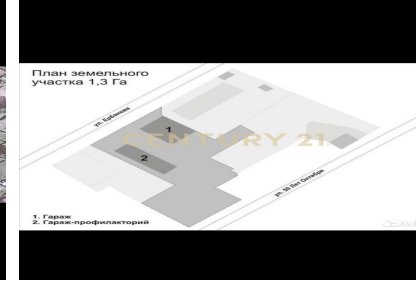 План земельного
участка 1,3 Га
ул. Ербанова
1
CENTURY 21
2
ул. 50 Лет Октября
1. Гараж
2. Гараж-профилакторий